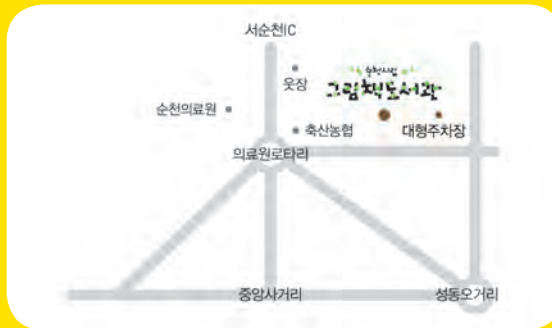 서순천IC
순천시립
그림책도서관
웃장
순천의료원
축산농협
대형주차장
의료원로타리
중앙사거리
성동오거리